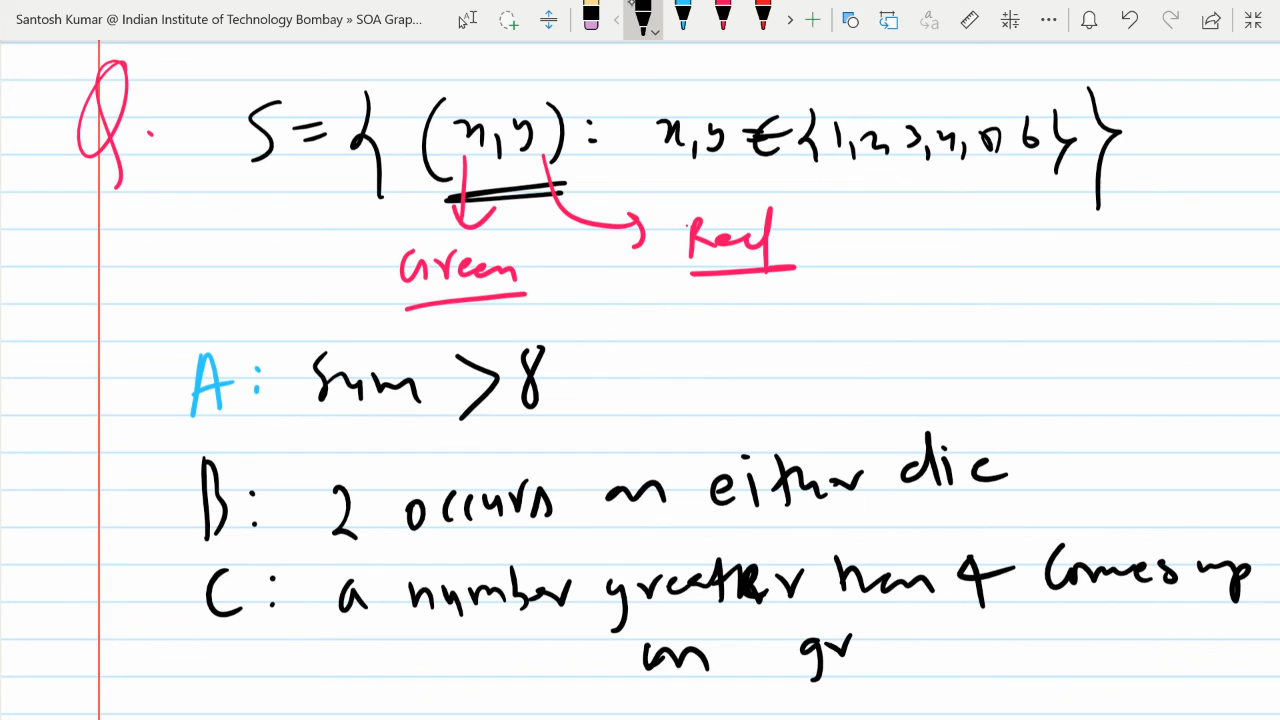 Santosh Kumar @ Indian Institute of Technology Bombay » SOA Grap...
Q. S = { (x,y) : x,y ∈ {1,2,3,4,5,6} }
Green Red
A: Sum > 8
B: 2 occurs on either die
C: a number greater than 4 comes up
on gr